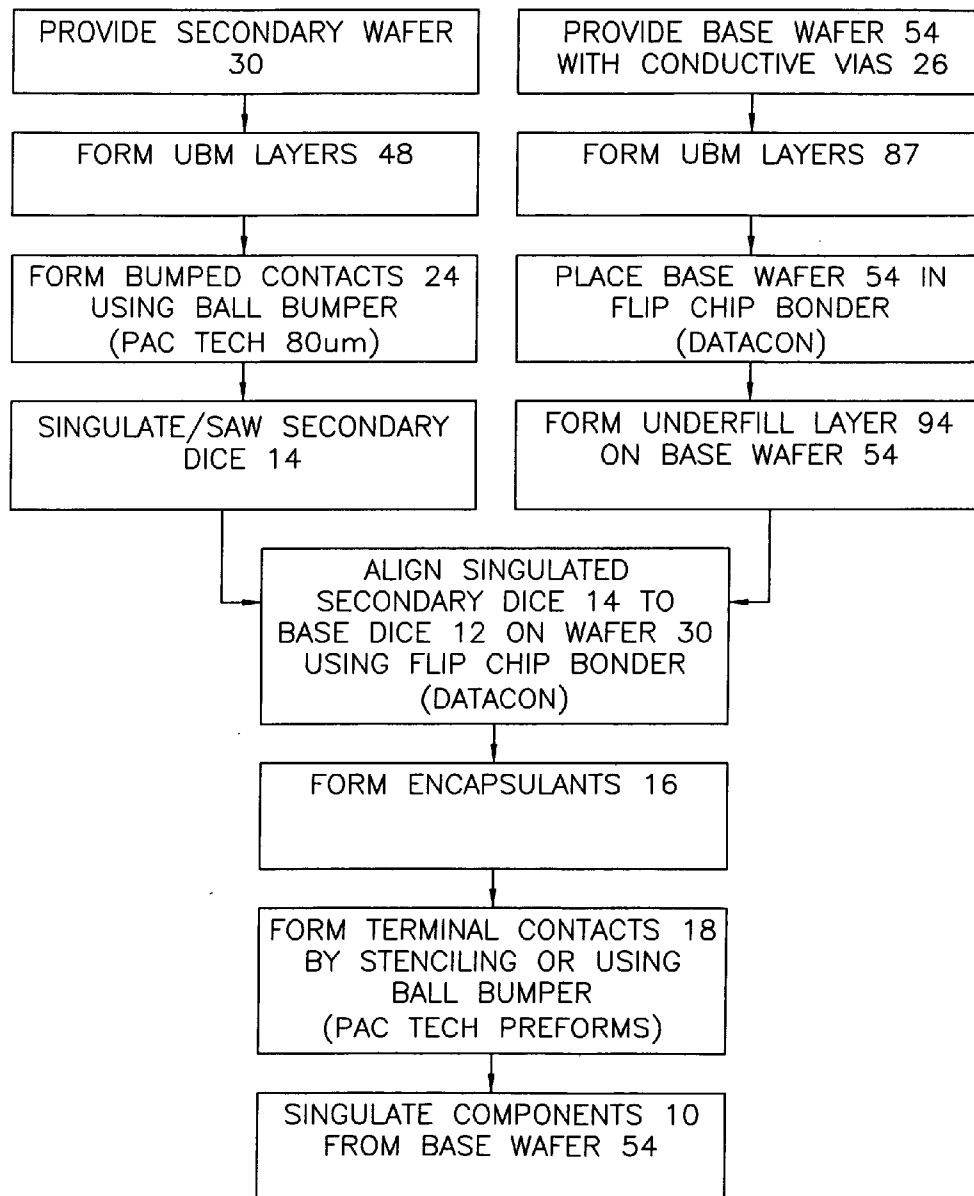 PROVIDE SECONDARY WAFER
30
FORM UBM LAYERS 48
FORM BUMPED CONTACTS 24
USING BALL BUMPER
(PAC TECH 80um)
SINGULATE/SAW SECONDARY
DICE 14
PROVIDE BASE WAFER 54
WITH CONDUCTIVE VIAS 26
FORM UBM LAYERS 87
PLACE BASE WAFER 54 IN
FLIP CHIP BONDER
(DATACON)
FORM UNDERFILL LAYER 94
ON BASE WAFER 54
ALIGN SINGULATED
SECONDARY DICE 14 TO
BASE DICE 12 ON WAFER 30
USING FLIP CHIP BONDER
(DATACON)
FORM ENCAPSULANTS 16
FORM TERMINAL CONTACTS 18
BY STENCILING OR USING
BALL BUMPER
(PAC TECH PREFORMS)
SINGULATE COMPONENTS 10
FROM BASE WAFER 54